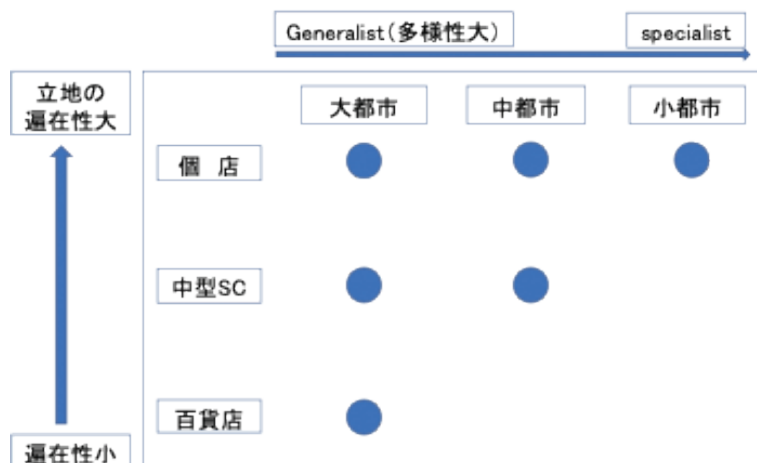 Generalist(多様性大)
specialist
立地の
遍在性大
大都市
中都市
小都市
個 店
中型SC
百貨店
遍在性小